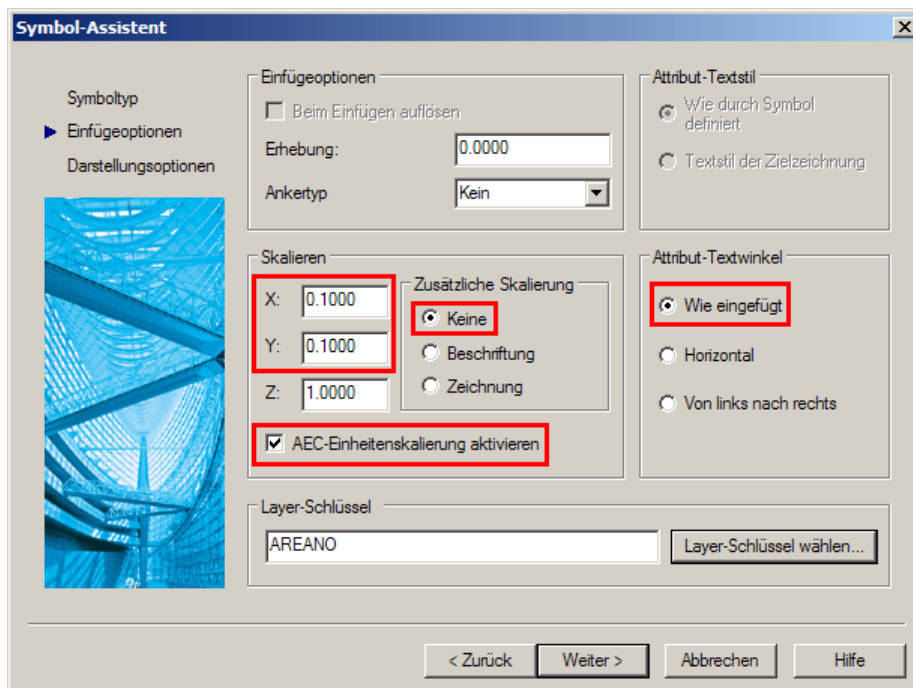 Symbol-Assistent
Symboltyp
Einfügeoptionen
Darstellungsoptionen
Einfügeoptionen
Beim Einfügen auflösen
Erhebung: 0.0000
Ankertyp Kein
Attribut-Textstil
Wie durch Symbol
definiert
Textstil der Zielzeichnung
Skalieren
X: 0.1000
Y: 0.1000
Z: 1.0000
Zusätzliche Skalierung
Keine
Beschriftung
Zeichnung
AEC-Einheitenskalierung aktivieren
Attribut-Textwinkel
Wie eingefügt
Horizontal
Von links nach rechts
Layer-Schlüssel
AREANO
Layer-Schlüssel wählen...
< Zurück
Weiter >
Abbrechen
Hilfe